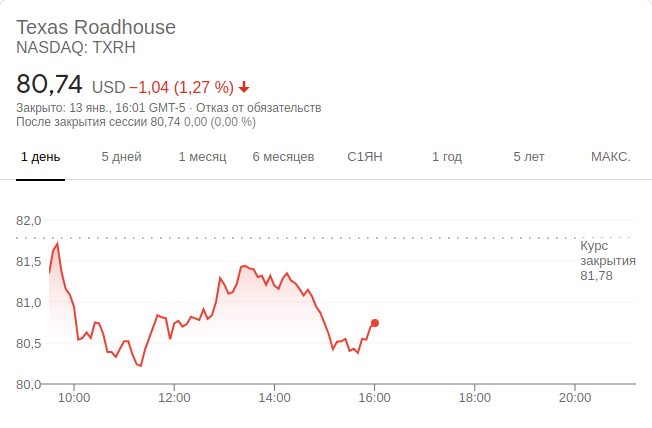 Texas Roadhouse
NASDAQ: TXRH
80,74 USD −1,04 (1,27 %)
Закрыто: 13 янв., 16:01 GMT-5 · Отказ от обязательств
После закрытия сессии 80,74 0,00 (0,00 %)
1 день 5 дней 1 месяц 6 месяцев С1ЯН 1 год 5 лет МАКС.
82,0
Курс
закрытия
81,78
81,5
81,0
80,5
80,0
10:00 12:00 14:00 16:00 18:00 20:00